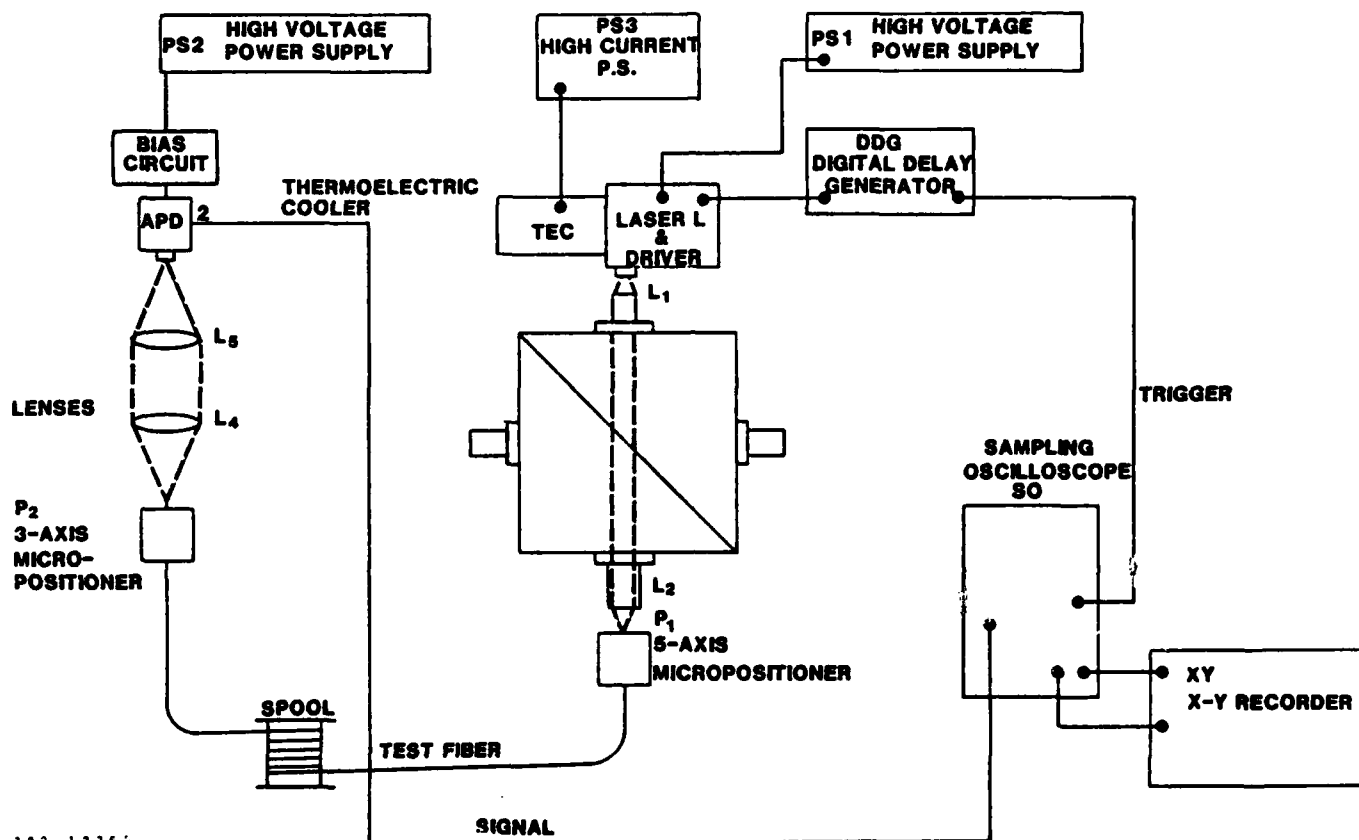 PS2 HIGH VOLTAGE
POWER SUPPLY
PS3
HIGH CURRENT
P.S.
PS1 HIGH VOLTAGE
POWER SUPPLY
BIAS
CIRCUIT
DDG
DIGITAL DELAY
GENERATOR
THERMOELECTRIC
COOLER
APD 2
TEC
LASER L
&
DRIVER
L1
L5
LENSES
L4
TRIGGER
SAMPLING
OSCILLOSCOPE
SO
P2
3-AXIS
MICRO-
POSITIONER
L2
P1
5-AXIS
MICROPOSITIONER
XY
X-Y RECORDER
SPOOL
TEST FIBER
SIGNAL